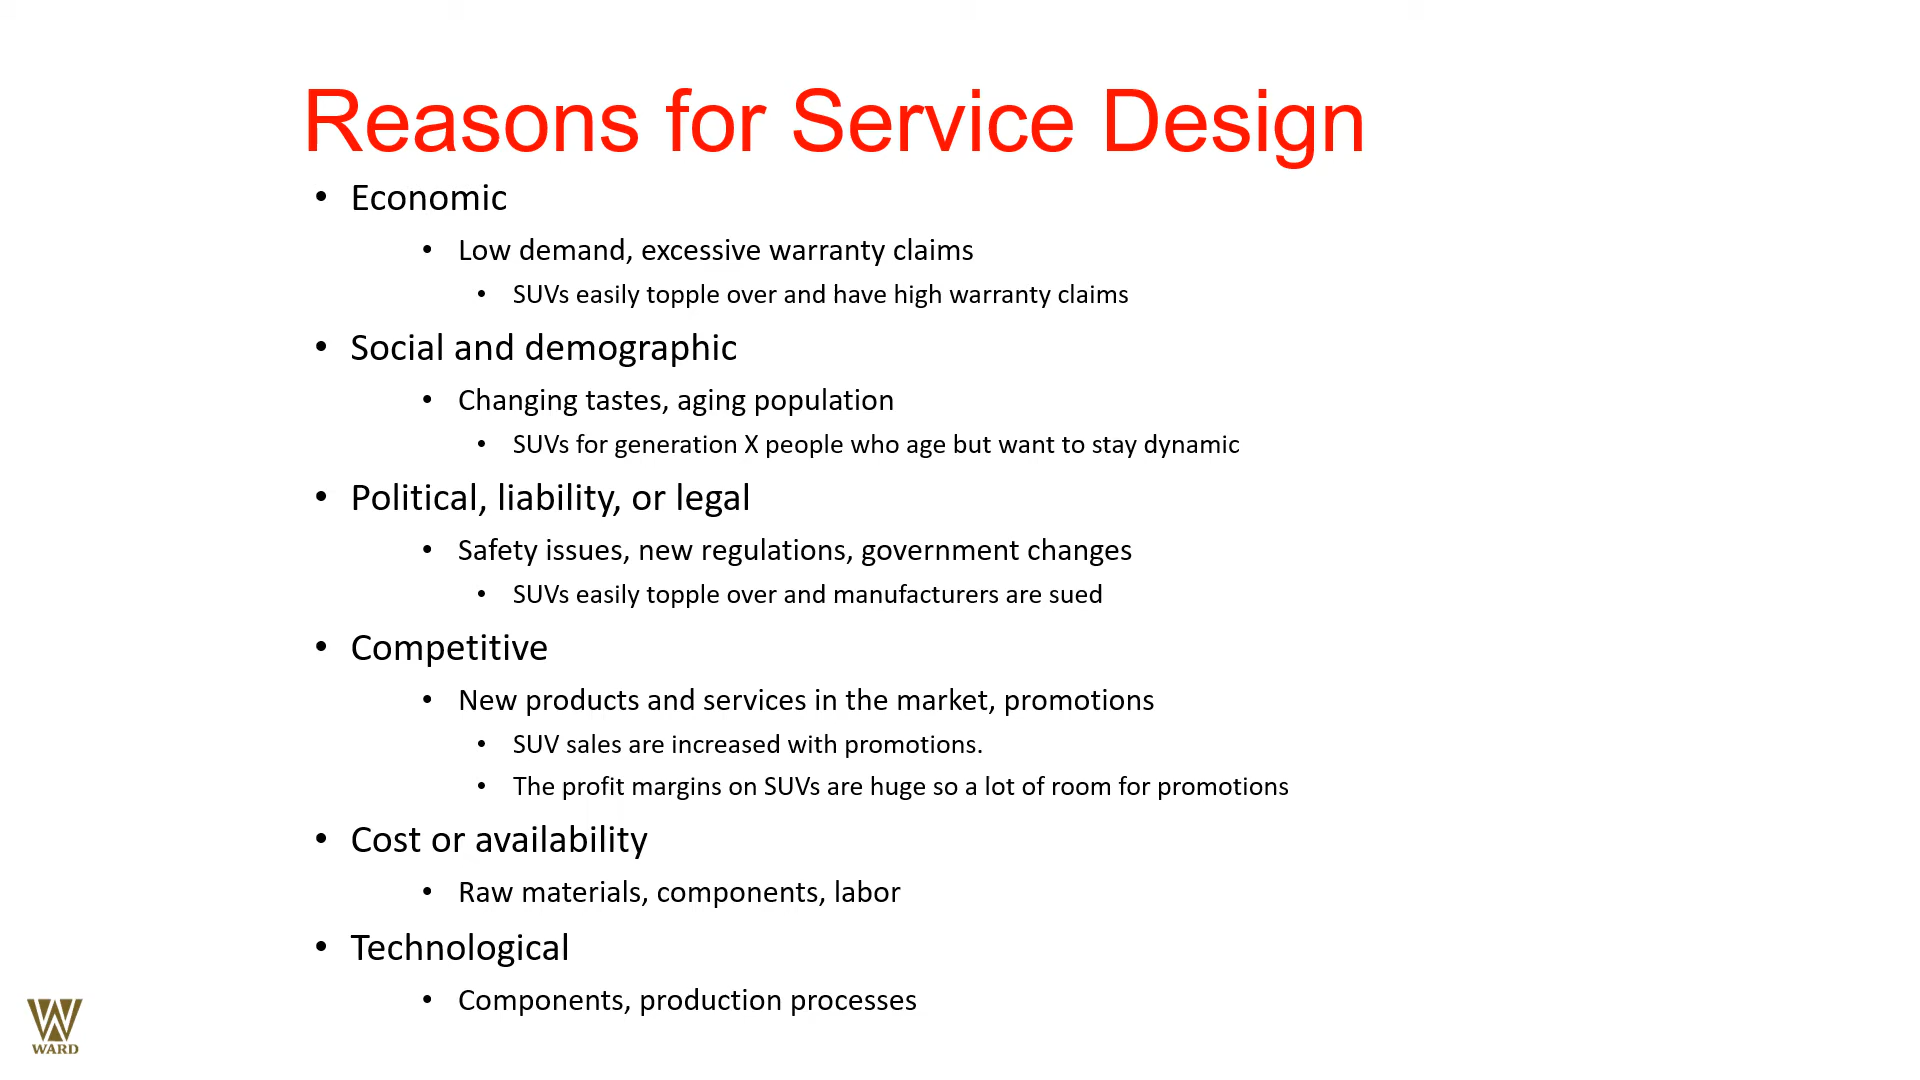 Reasons for Service Design
• Economic
• Low demand, excessive warranty claims
• SUVs easily topple over and have high warranty claims
• Social and demographic
• Changing tastes, aging population
• SUVs for generation X people who age but want to stay dynamic
• Political, liability, or legal
• Safety issues, new regulations, government changes
• SUVs easily topple over and manufacturers are sued
• Competitive
• New products and services in the market, promotions
• SUV sales are increased with promotions.
• The profit margins on SUVs are huge so a lot of room for promotions
• Cost or availability
• Raw materials, components, labor
• Technological
• Components, production processes
WARD